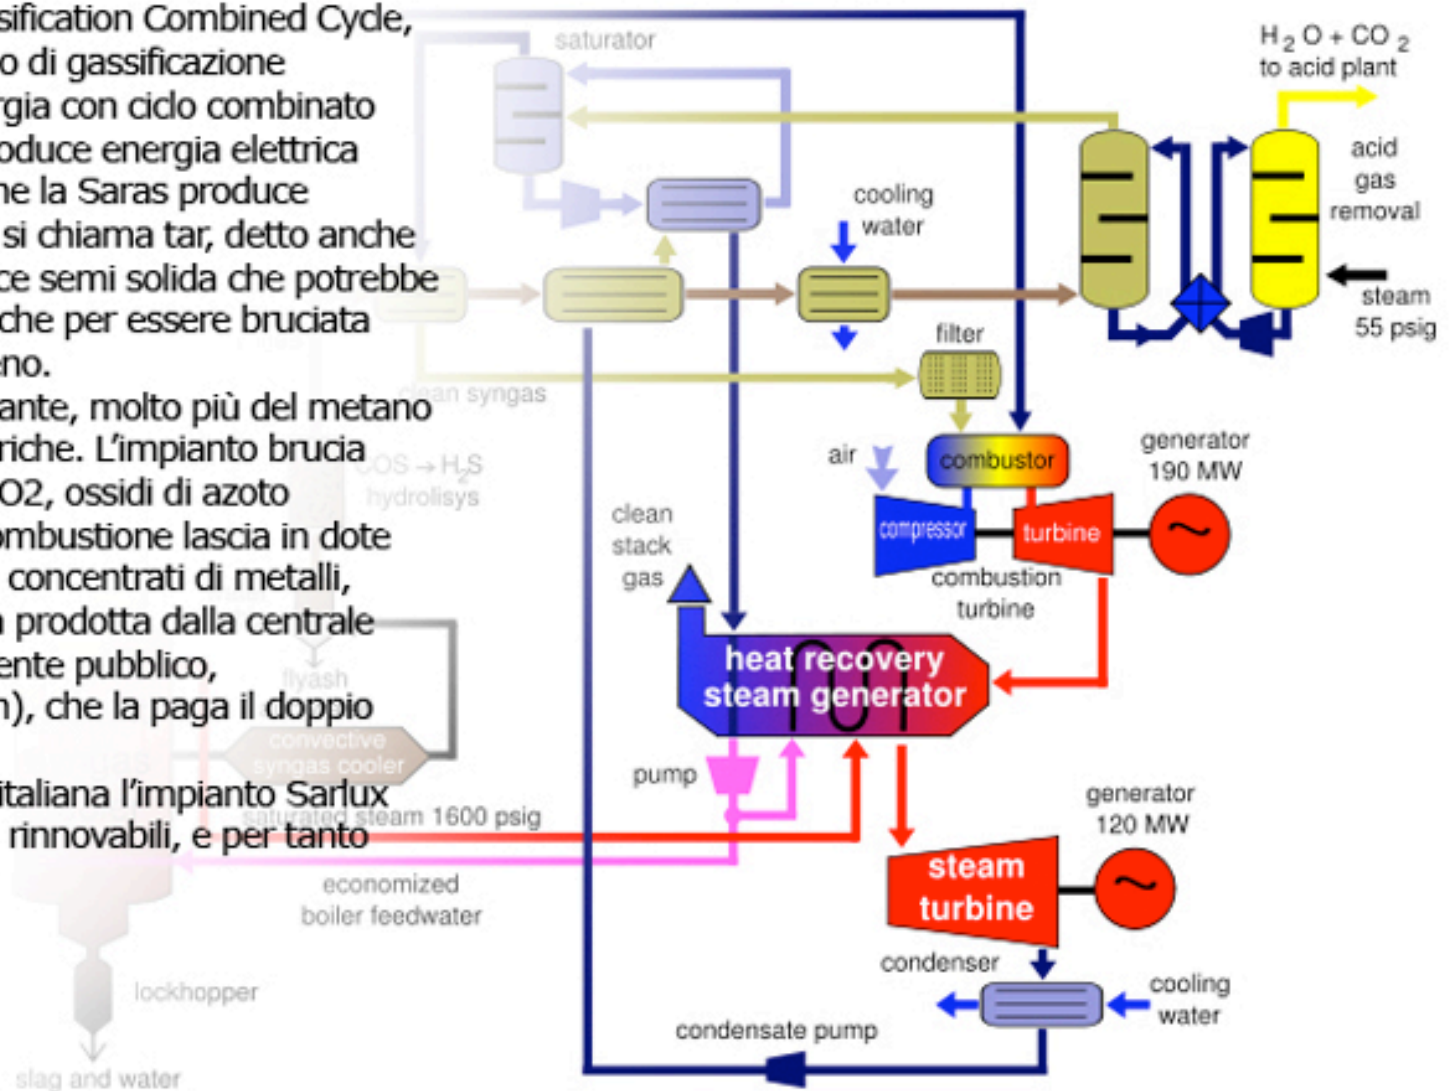 sification Combined Cycle,
o di gassificazione
rgia con ciclo combinato
oduce energia elettrica
ne la Saras produce
si chiama tar, detto anche
ce semi solida che potrebbe
che per essere bruciata
eno.
ante, molto più del metano
riche. L'impianto brucia
O2, ossidi di azoto
ombustione lascia in dote
concentrati di metalli,
a prodotta dalla centrale
ente pubblico,
n), che la paga il doppio
italiana l'impianto Sarlux
rinnovabili, e per tanto
saturator
H2O + CO2
to acid plant
acid
gas
removal
cooling
water
steam
55 psig
filter
clean syngas
COS → H2S
hydrolisys
air
combustor
generator
190 MW
compressor
turbine
combustion
turbine
clean
stack
gas
heat recovery
steam generator
flyash
convective
syngas cooler
pump
saturated steam 1600 psig
economized
boiler feedwater
generator
120 MW
steam
turbine
condenser
cooling
water
lockhopper
condensate pump
slag and water